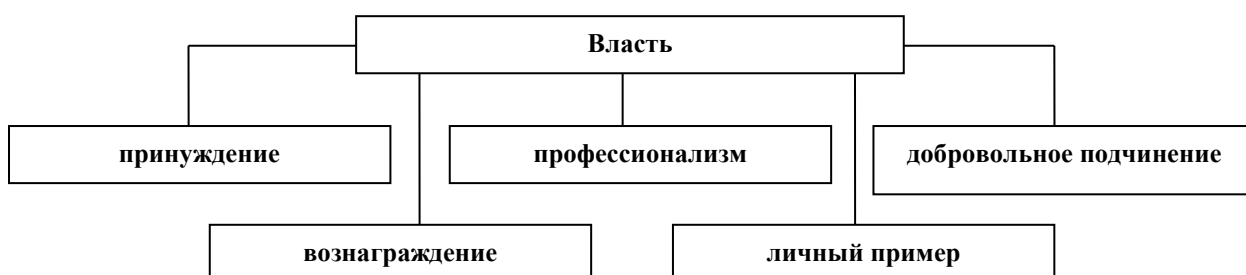 Власть
принуждение
профессионализм
добровольное подчинение
вознаграждение
личный пример